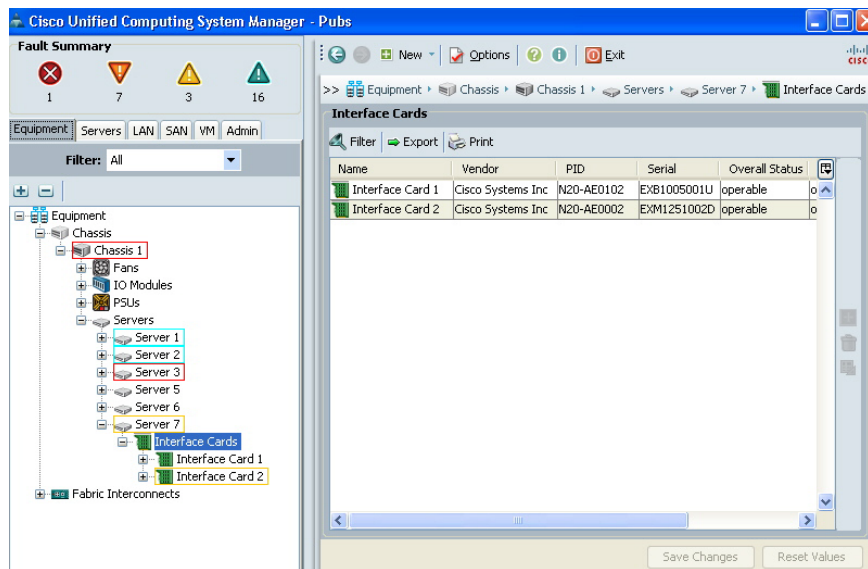 Cisco Unified Computing System Manager - Pubs
Fault Summary
1 7 3 16
Equipment Servers LAN SAN VM Admin
Filter: All
Equipment
Chassis
Chassis 1
Fans
IO Modules
PSUs
Servers
Server 1
Server 2
Server 3
Server 5
Server 6
Server 7
Interface Cards
Interface Card 1
Interface Card 2
Fabric Interconnects
New Options Exit
cisc
>> Equipment Chassis Chassis 1 Servers Server 7 Interface Cards
Interface Cards
Filter Export Print
Name Vendor PID Serial Overall Status
Interface Card 1 Cisco Systems Inc N20-AE0102 EXB1005001U operable o
Interface Card 2 Cisco Systems Inc N20-AE0002 EXM1251002D operable o
Save Changes Reset Values